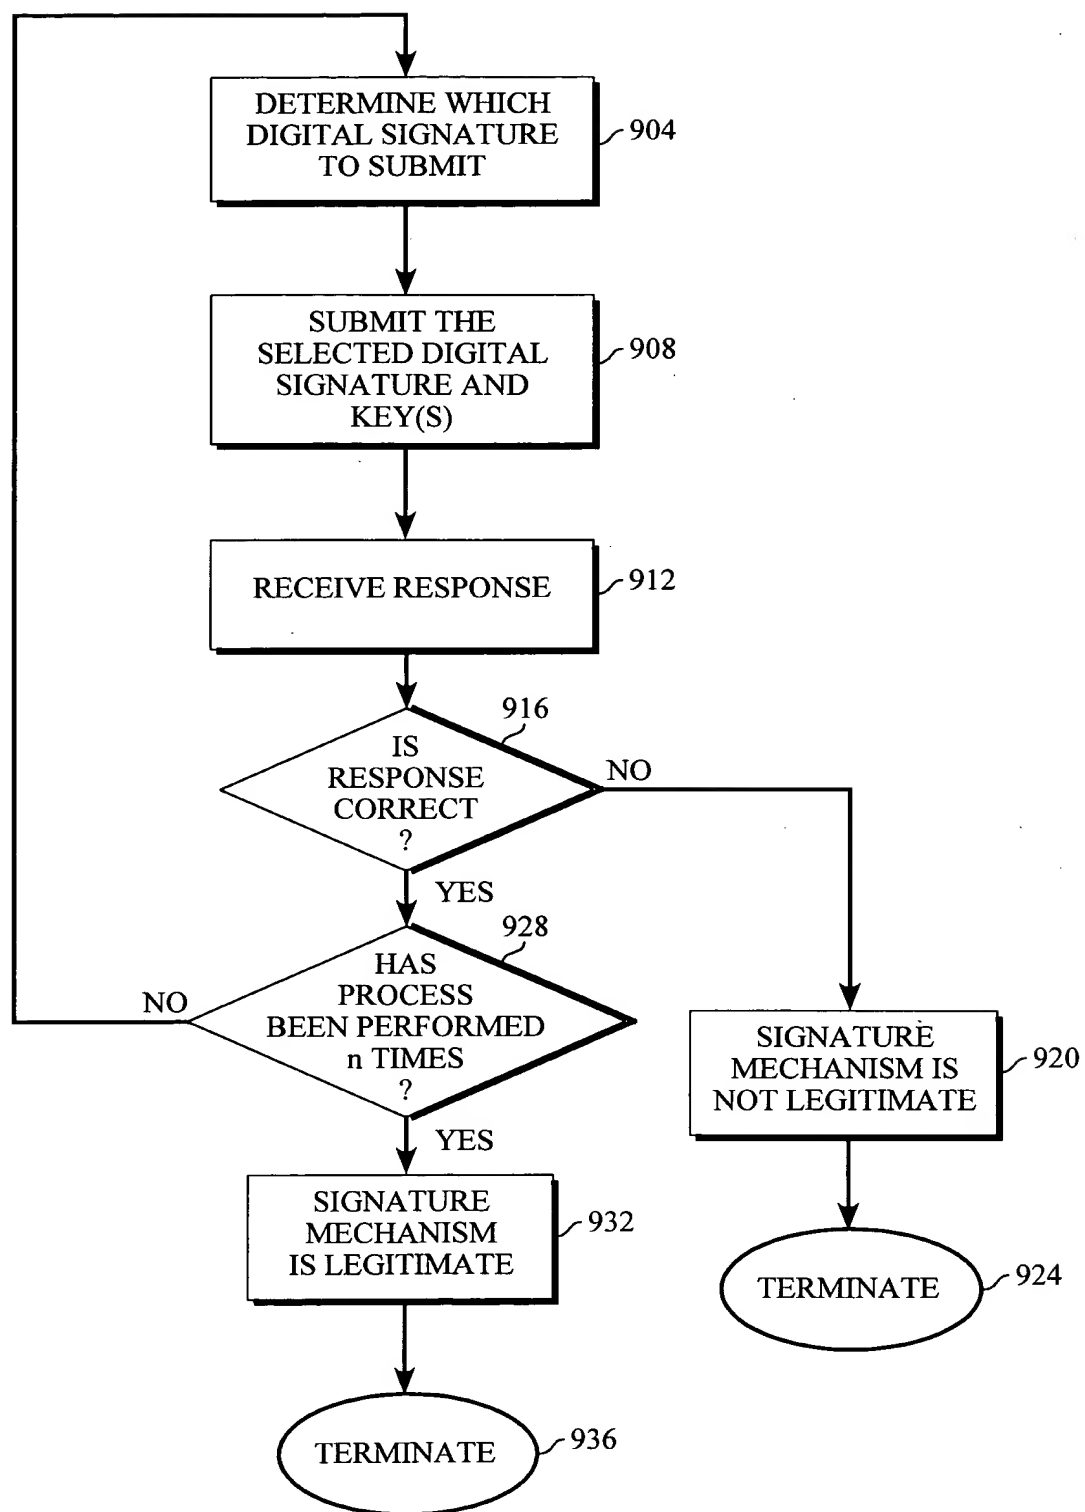 DETERMINE WHICH
DIGITAL SIGNATURE
TO SUBMIT
904
SUBMIT THE
SELECTED DIGITAL
SIGNATURE AND
KEY(S)
908
RECEIVE RESPONSE
912
916
IS
RESPONSE
CORRECT
?
NO
YES
928
HAS
PROCESS
BEEN PERFORMED
n TIMES
?
NO
YES
SIGNATURE
MECHANISM IS
NOT LEGITIMATE
920
SIGNATURE
MECHANISM
IS LEGITIMATE
932
TERMINATE
924
TERMINATE
936